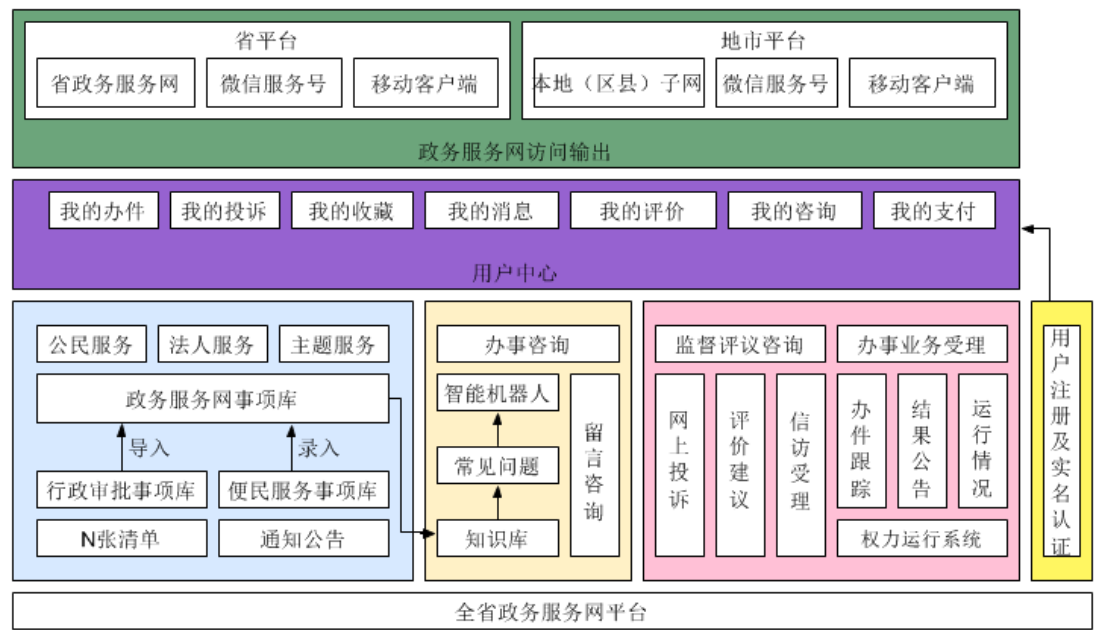 省平台
地市平台
省政务服务网
微信服务号
移动客户端
本地（区县）子网
微信服务号
移动客户端
政务服务网访问输出
我的办件
我的投诉
我的收藏
我的消息
我的评价
我的咨询
我的支付
用户中心
公民服务
法人服务
主题服务
政务服务网事项库
导入
录入
行政审批事项库
便民服务事项库
N张清单
通知公告
办事咨询
智能机器人
常见问题
知识库
留言咨询
监督评议咨询
办事业务受理
网上投诉
评价建议
信访受理
办件跟踪
结果公告
运行情况
权力运行系统
用户注册及实名认证
全省政务服务网平台